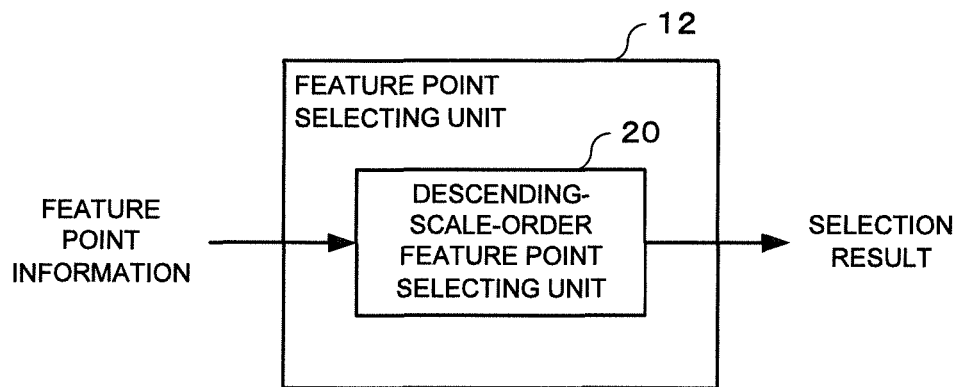 12
FEATURE POINT
SELECTING UNIT
20
DESCENDING-
SCALE-ORDER
FEATURE POINT
SELECTING UNIT
FEATURE
POINT
INFORMATION
SELECTION
RESULT